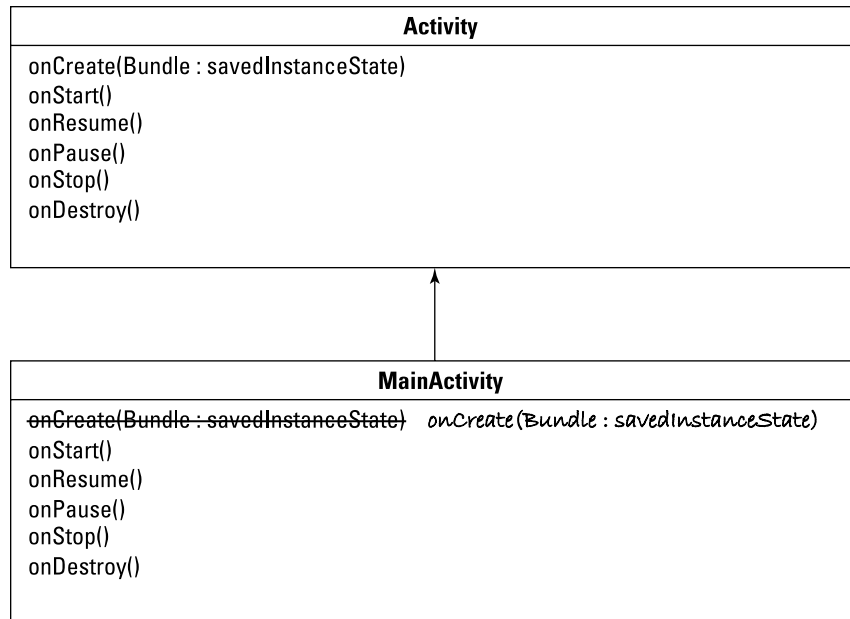 Activity
onCreate(Bundle : savedInstanceState)
onStart()
onResume()
onPause()
onStop()
onDestroy()
MainActivity
onCreate(Bundle : savedInstanceState) onCreate(Bundle : savedInstanceState)
onStart()
onResume()
onPause()
onStop()
onDestroy()